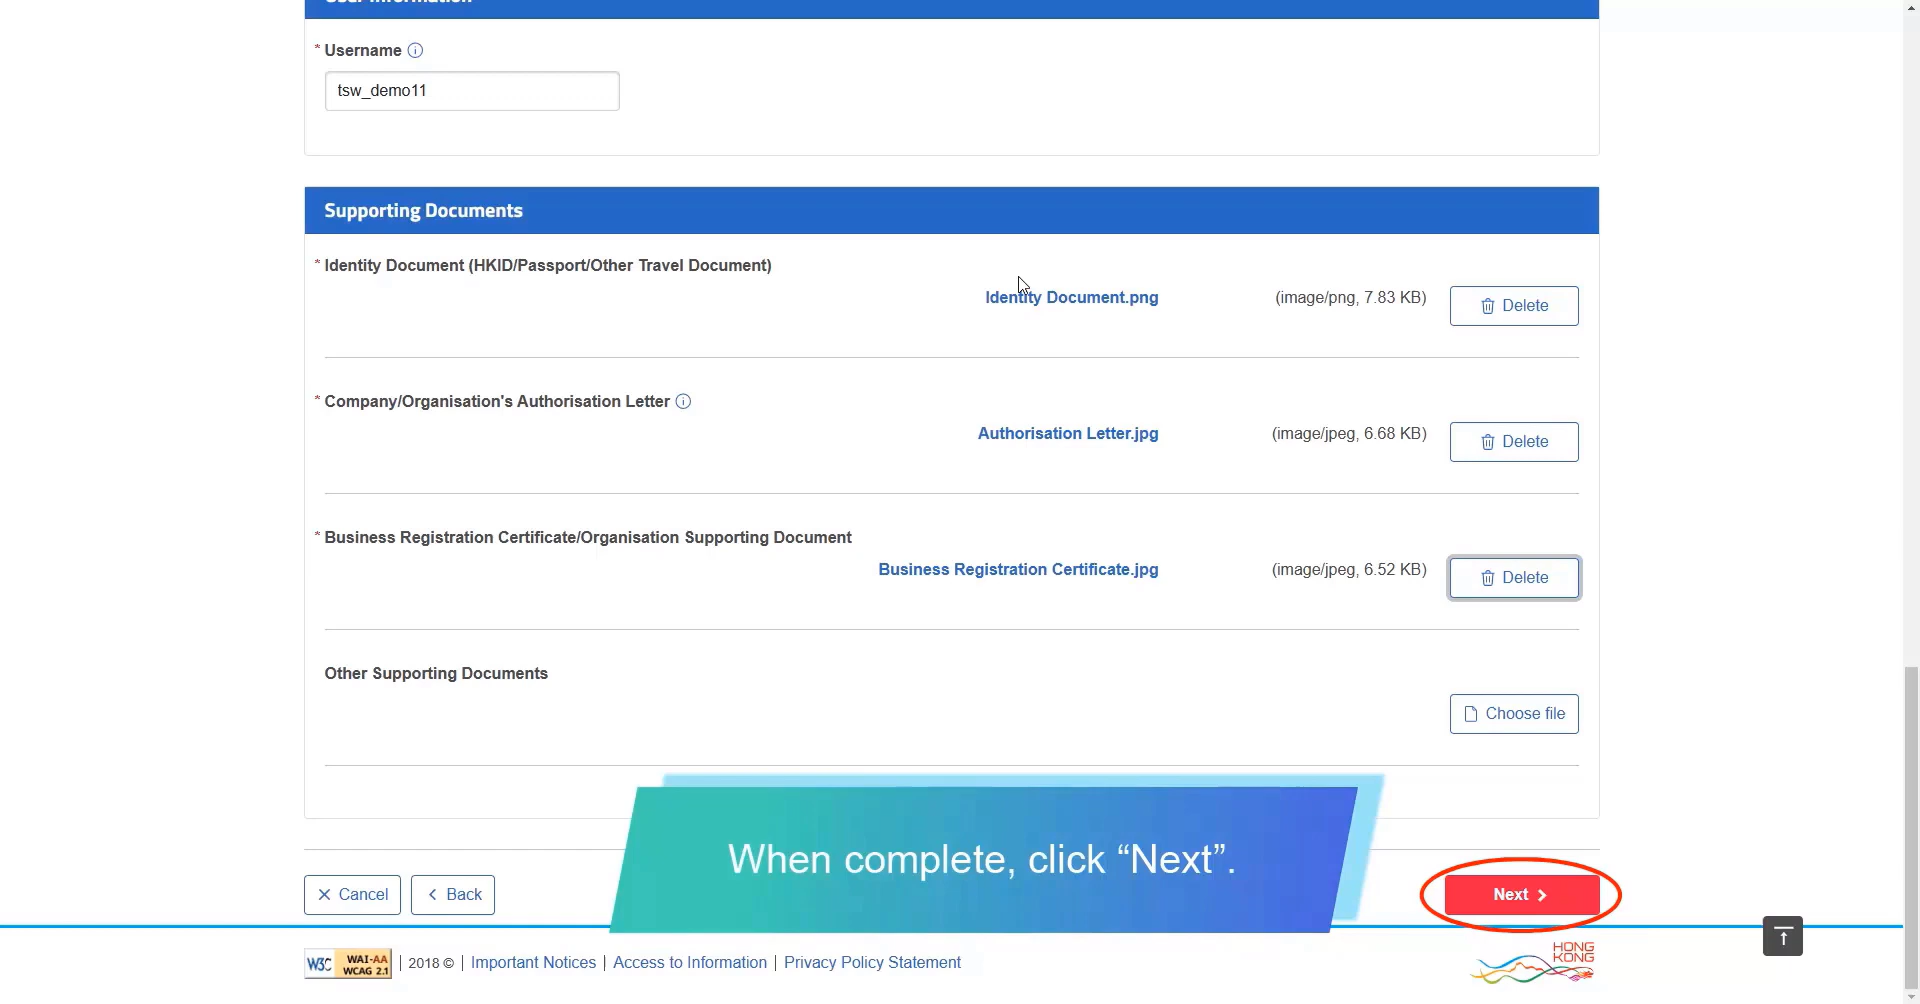 User Information
* Username
tsw_demo11
Supporting Documents
* Identity Document (HKID/Passport/Other Travel Document)
Identity Document.png (image/png, 7.83 KB) Delete
* Company/Organisation's Authorisation Letter
Authorisation Letter.jpg (image/jpeg, 6.68 KB) Delete
* Business Registration Certificate/Organisation Supporting Document
Business Registration Certificate.jpg (image/jpeg, 6.52 KB) Delete
Other Supporting Documents
Choose file
When complete, click “Next”.
Cancel Back Next
W3C WAI-AA WCAG 2.1 | 2018 © | Important Notices | Access to Information | Privacy Policy Statement
HONG
KONG